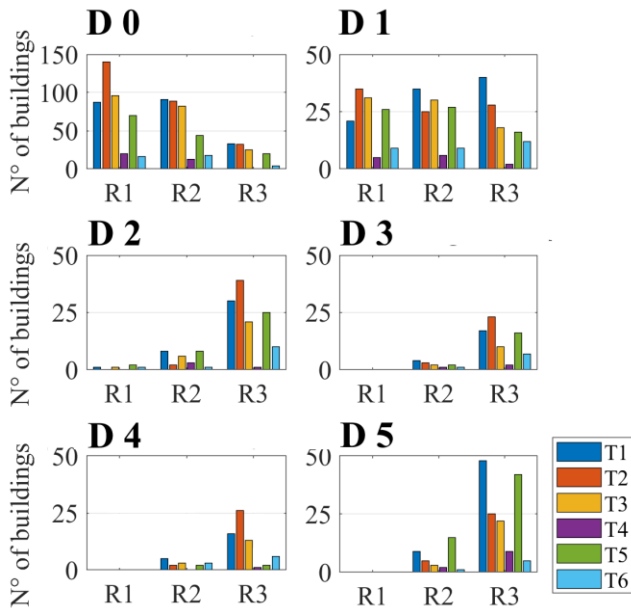 D 0
D 1
N° of buildings
150
100
50
0
R1 R2 R3
50
25
0
R1 R2 R3
D 2
D 3
N° of buildings
50
25
0
R1 R2 R3
50
25
0
R1 R2 R3
D 4
D 5
N° of buildings
50
25
0
R1 R2 R3
50
25
0
R1 R2 R3
T1
T2
T3
T4
T5
T6